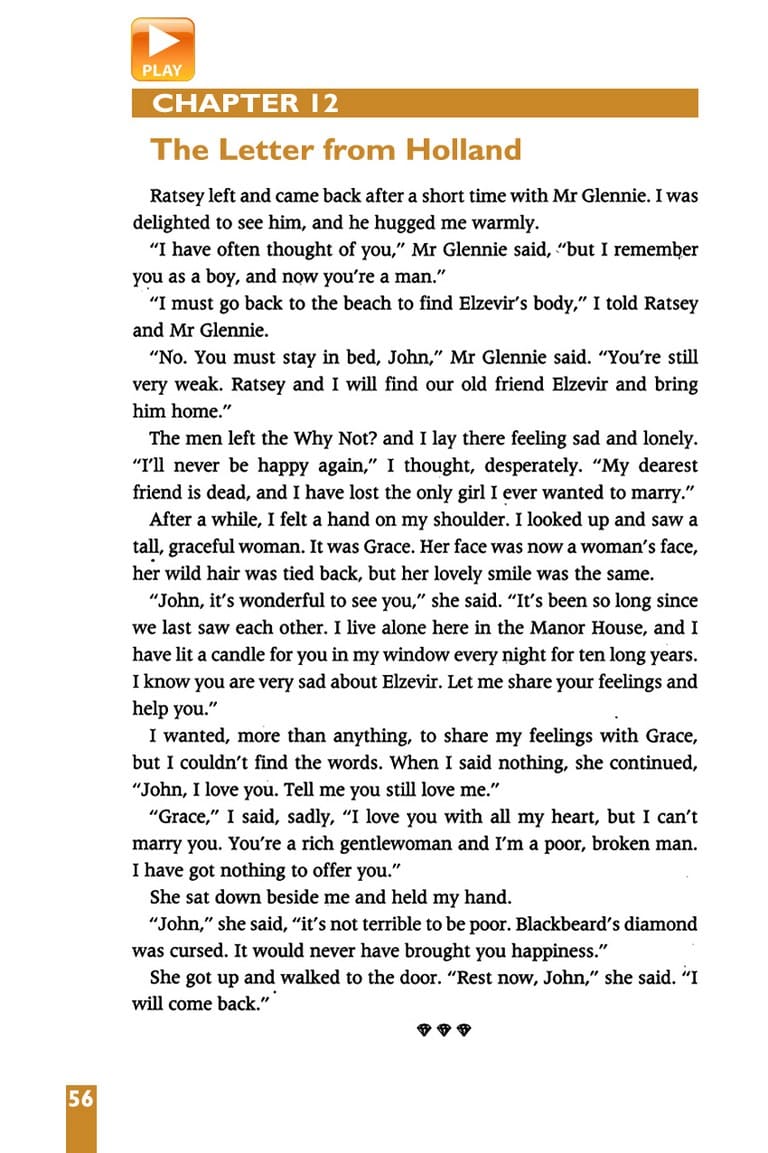 PLAY
CHAPTER 12
The Letter from Holland
Ratsey left and came back after a short time with Mr Glennie. I was
delighted to see him, and he hugged me warmly.
“I have often thought of you,” Mr Glennie said, “but I remember
you as a boy, and now you’re a man.”
“I must go back to the beach to find Elzevir’s body,” I told Ratsey
and Mr Glennie.
“No. You must stay in bed, John,” Mr Glennie said. “You’re still
very weak. Ratsey and I will find our old friend Elzevir and bring
him home.”
The men left the Why Not? and I lay there feeling sad and lonely.
“I’ll never be happy again,” I thought, desperately. “My dearest
friend is dead, and I have lost the only girl I ever wanted to marry.”
After a while, I felt a hand on my shoulder. I looked up and saw a
tall, graceful woman. It was Grace. Her face was now a woman’s face,
her wild hair was tied back, but her lovely smile was the same.
“John, it’s wonderful to see you,” she said. “It’s been so long since
we last saw each other. I live alone here in the Manor House, and I
have lit a candle for you in my window every night for ten long years.
I know you are very sad about Elzevir. Let me share your feelings and
help you.”
I wanted, more than anything, to share my feelings with Grace,
but I couldn’t find the words. When I said nothing, she continued,
“John, I love you. Tell me you still love me.”
“Grace,” I said, sadly, “I love you with all my heart, but I can’t
marry you. You’re a rich gentlewoman and I’m a poor, broken man.
I have got nothing to offer you.”
She sat down beside me and held my hand.
“John,” she said, “it’s not terrible to be poor. Blackbeard’s diamond
was cursed. It would never have brought you happiness.”
She got up and walked to the door. “Rest now, John,” she said. “I
will come back.”
56